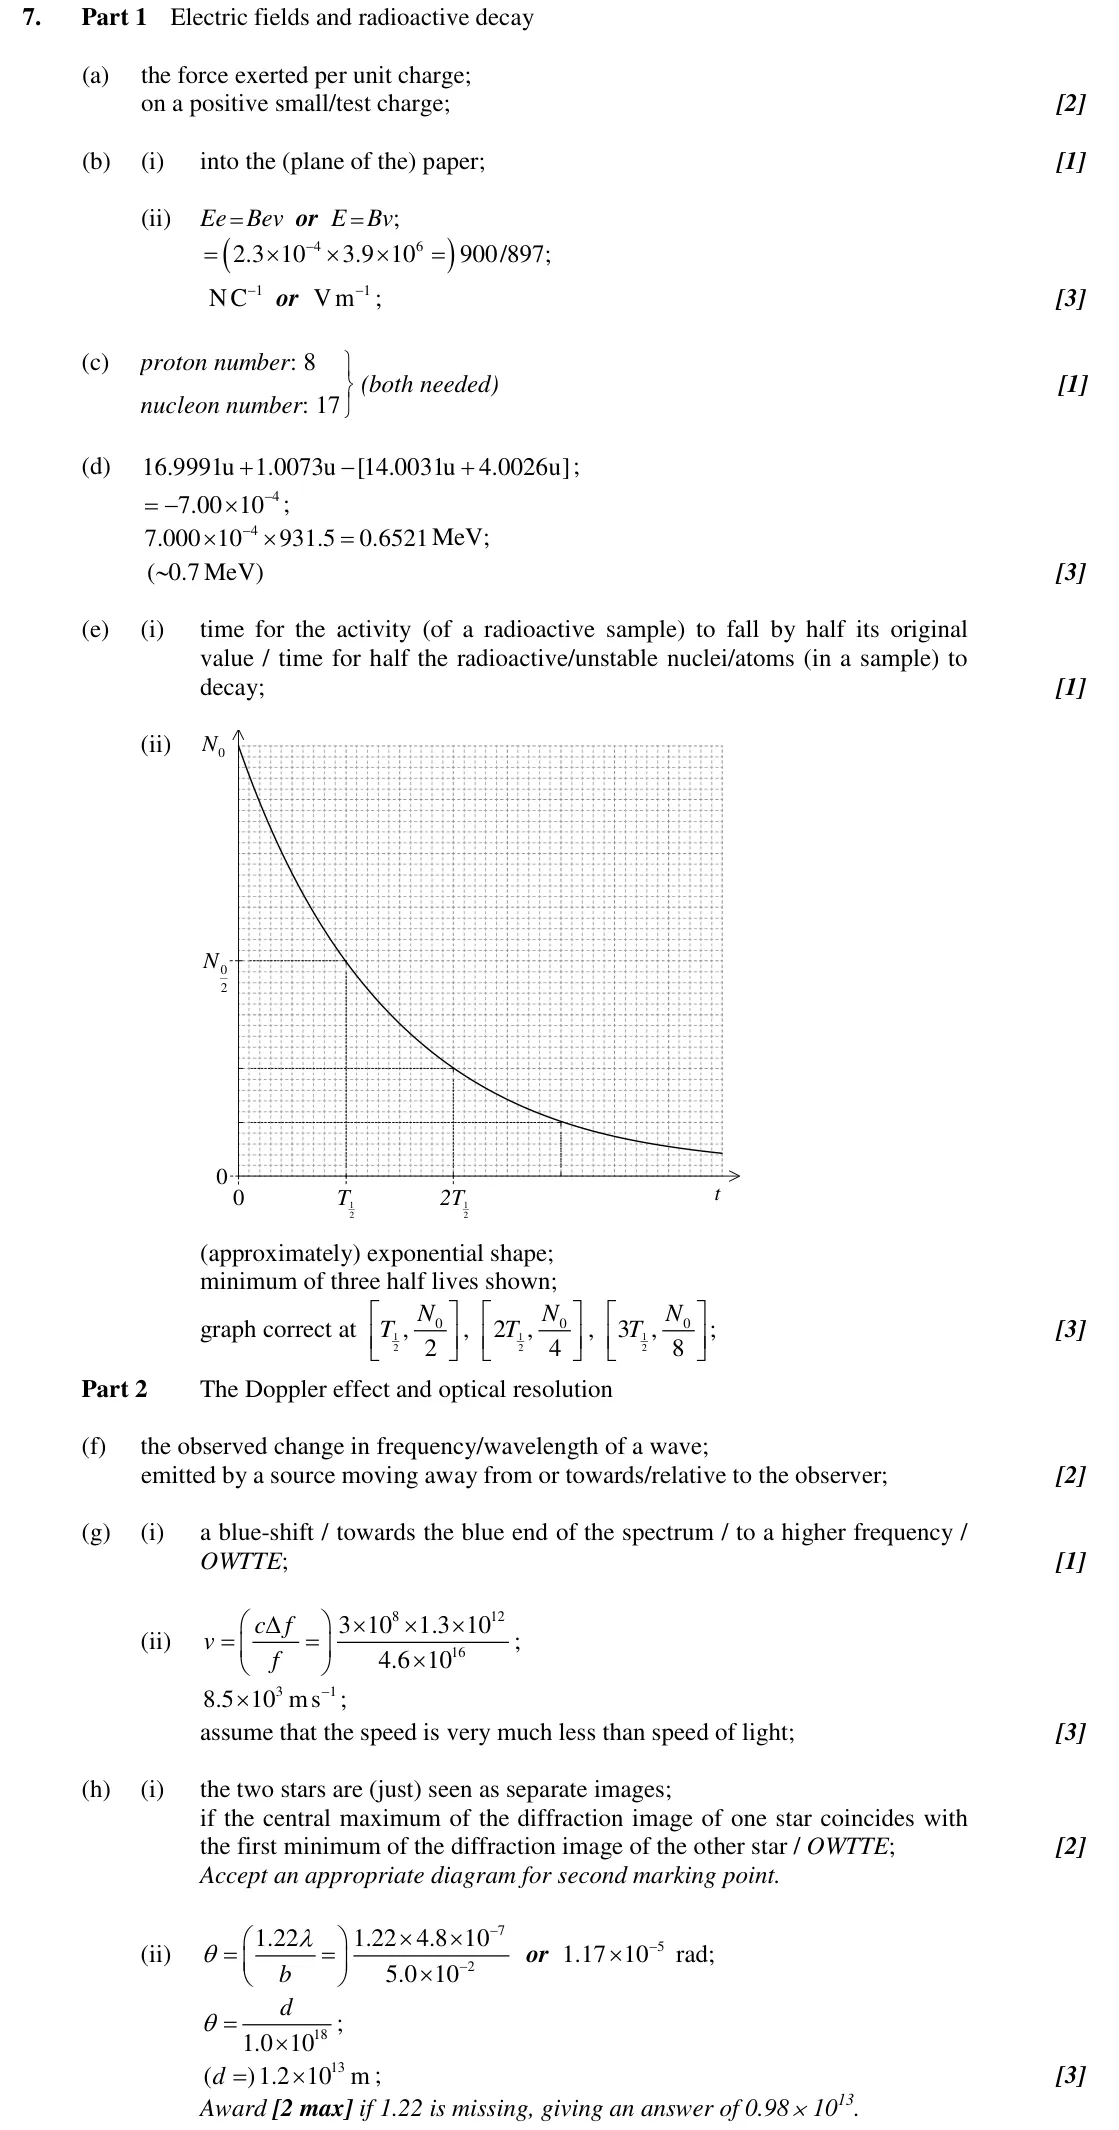 7. Part 1 Electric fields and radioactive decay
(a) the force exerted per unit charge;
on a positive small/test charge; [2]
(b) (i) into the (plane of the) paper; [1]
(ii) Ee = Bev or E = Bv;
= (2.3×10⁻⁴ ×3.9×10⁶ =) 900/897;
N C⁻¹ or V m⁻¹; [3]
(c) proton number: 8
(both needed) [1]
nucleon number: 17
(d) 16.9991u +1.0073u −[14.0031u + 4.0026u];
= −7.00×10⁻⁴;
7.000×10⁻⁴ ×931.5 = 0.6521 MeV;
(~0.7 MeV) [3]
(e) (i) time for the activity (of a radioactive sample) to fall by half its original
value / time for half the radioactive/unstable nuclei/atoms (in a sample) to
decay; [1]
(ii) N₀
N 0/2
0
0 T 1/2 2T 1/2 t
(approximately) exponential shape;
minimum of three half lives shown;
graph correct at [T 1/2, N₀/2], [2T 1/2, N₀/4], [3T 1/2, N₀/8]; [3]
Part 2 The Doppler effect and optical resolution
(f) the observed change in frequency/wavelength of a wave;
emitted by a source moving away from or towards/relative to the observer; [2]
(g) (i) a blue-shift / towards the blue end of the spectrum / to a higher frequency /
OWTTE; [1]
(ii) v = (cΔf/f =) 3×10⁸ ×1.3×10¹² / 4.6×10¹⁶;
8.5×10³ m s⁻¹;
assume that the speed is very much less than speed of light; [3]
(h) (i) the two stars are (just) seen as separate images;
if the central maximum of the diffraction image of one star coincides with
the first minimum of the diffraction image of the other star / OWTTE; [2]
Accept an appropriate diagram for second marking point.
(ii) θ = (1.22λ/b =) 1.22×4.8×10⁻⁷ / 5.0×10⁻² or 1.17×10⁻⁵ rad;
θ = d / 1.0×10¹⁸;
(d =) 1.2×10¹³ m; [3]
Award [2 max] if 1.22 is missing, giving an answer of 0.98 × 10¹³.